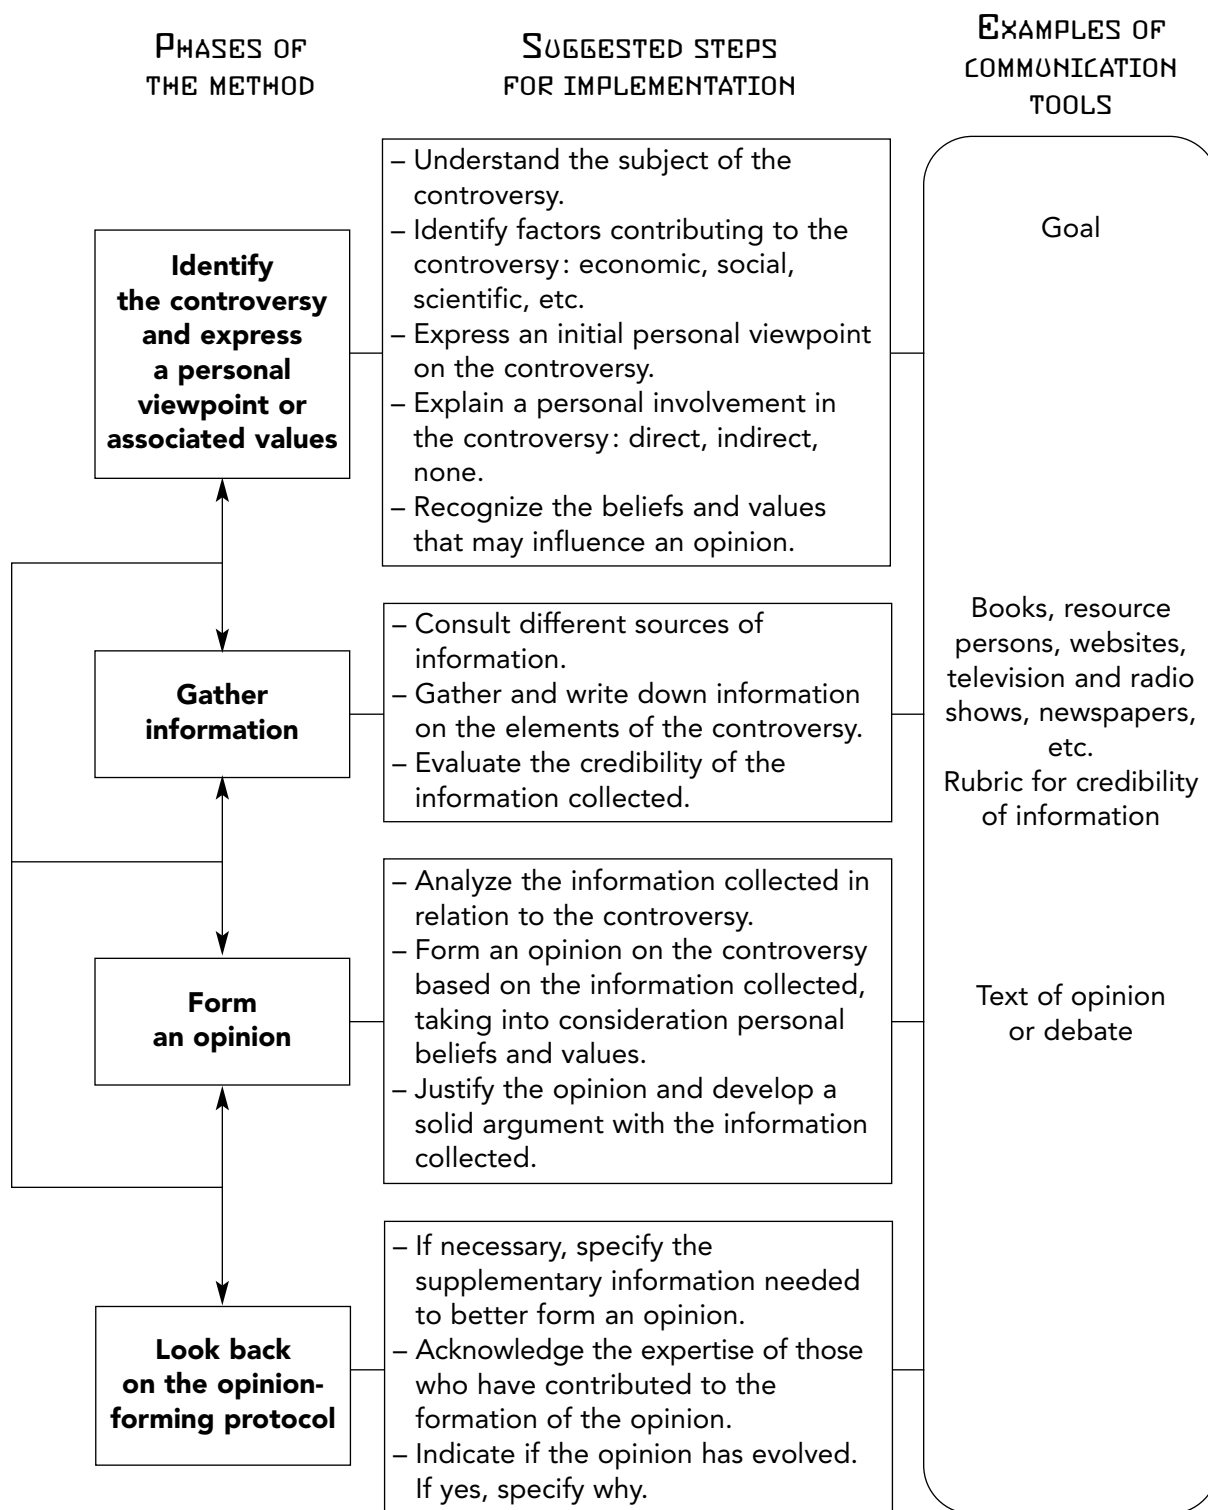 PHASES OF
THE METHOD
SUGGESTED STEPS
FOR IMPLEMENTATION
EXAMPLES OF
COMMUNICATION
TOOLS
Identify
the controversy
and express
a personal
viewpoint or
associated values
– Understand the subject of the
controversy.
– Identify factors contributing to the
controversy: economic, social,
scientific, etc.
– Express an initial personal viewpoint
on the controversy.
– Explain a personal involvement in
the controversy: direct, indirect,
none.
– Recognize the beliefs and values
that may influence an opinion.
Goal
Gather
information
– Consult different sources of
information.
– Gather and write down information
on the elements of the controversy.
– Evaluate the credibility of the
information collected.
Books, resource
persons, websites,
television and radio
shows, newspapers,
etc.
Rubric for credibility
of information
Form
an opinion
– Analyze the information collected in
relation to the controversy.
– Form an opinion on the controversy
based on the information collected,
taking into consideration personal
beliefs and values.
– Justify the opinion and develop a
solid argument with the information
collected.
Text of opinion
or debate
Look back
on the opinion-
forming protocol
– If necessary, specify the
supplementary information needed
to better form an opinion.
– Acknowledge the expertise of those
who have contributed to the
formation of the opinion.
– Indicate if the opinion has evolved.
If yes, specify why.